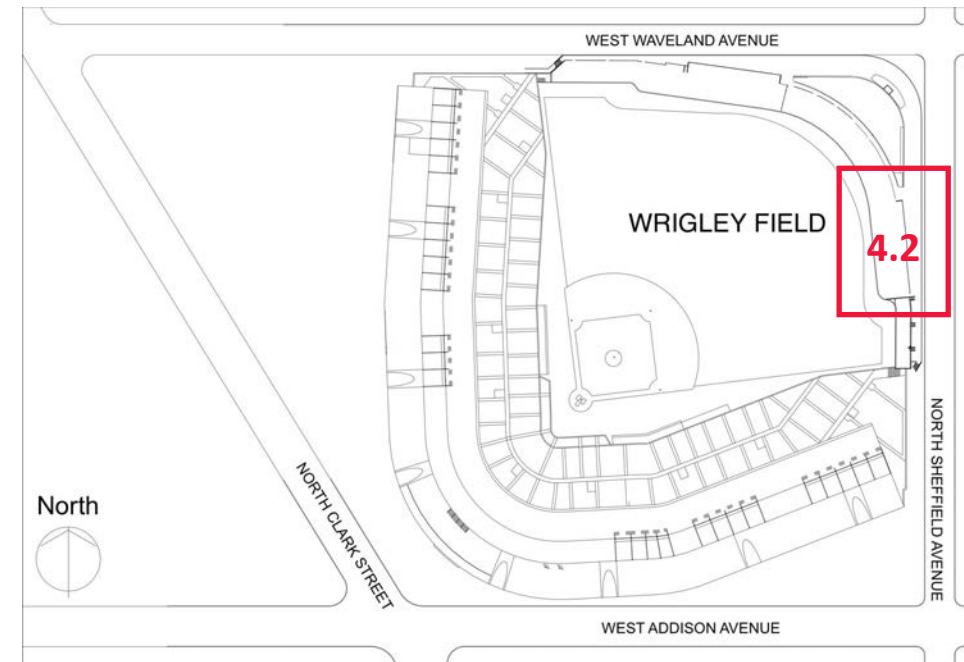 WEST WAVELAND AVENUE
WRIGLEY FIELD
4.2
NORTH SHEFFIELD AVENUE
NORTH CLARK STREET
North
WEST ADDISON AVENUE